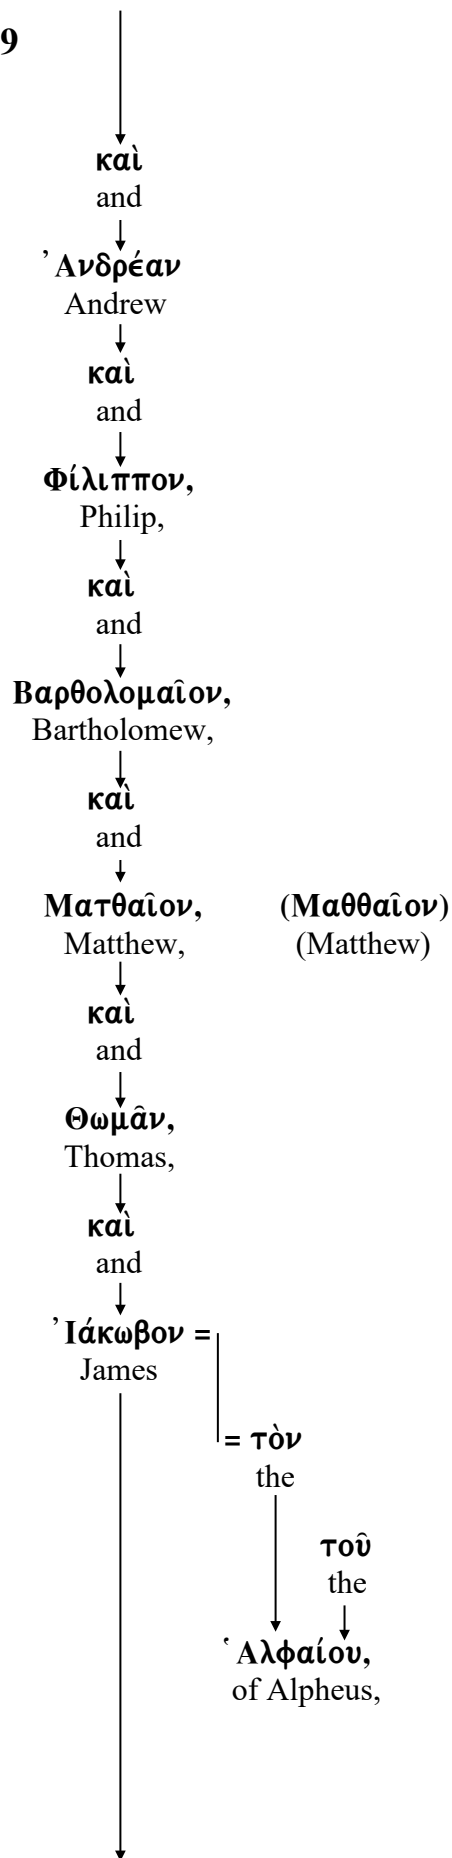 9
καὶ
and
Ἀνδρέαν
Andrew
καὶ
and
Φίλιππον,
Philip,
καὶ
and
Βαρθολομαῖον,
Bartholomew,
καὶ
and
Ματθαῖον, (Μαθθαῖον)
Matthew, (Matthew)
καὶ
and
Θωμᾶν,
Thomas,
καὶ
and
Ἰάκωβον =
James
= τὸν
the
τοῦ
the
Ἁλφαίου,
of Alpheus,